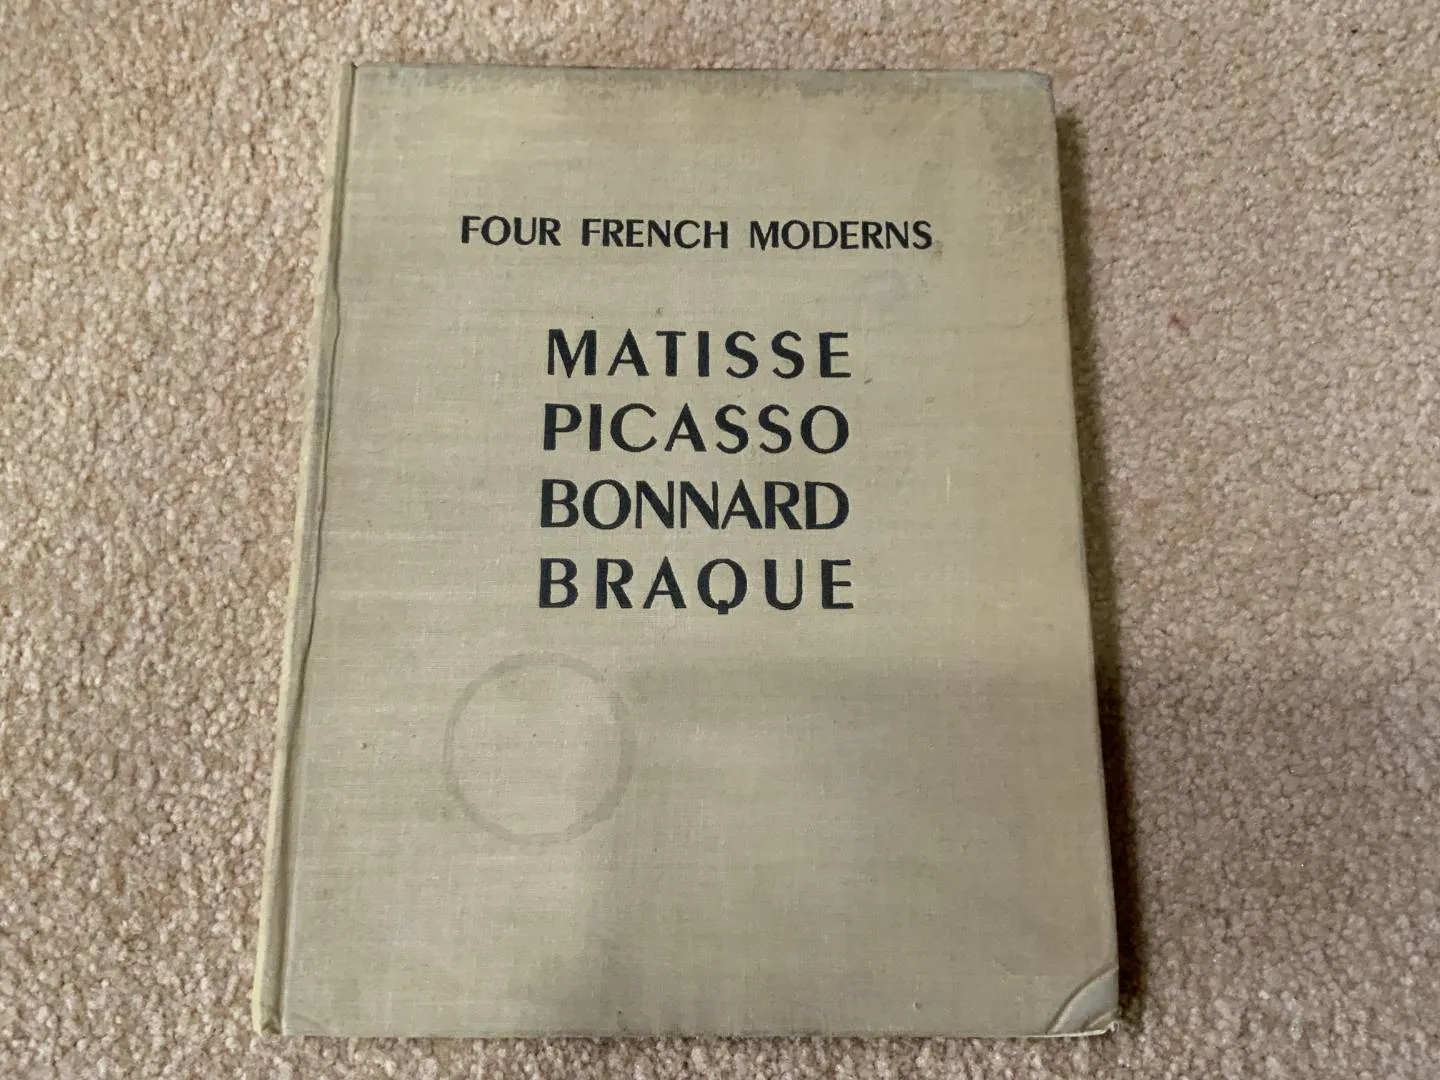 FOUR FRENCH MODERNS
MATISSE
PICASSO
BONNARD
BRAQUE